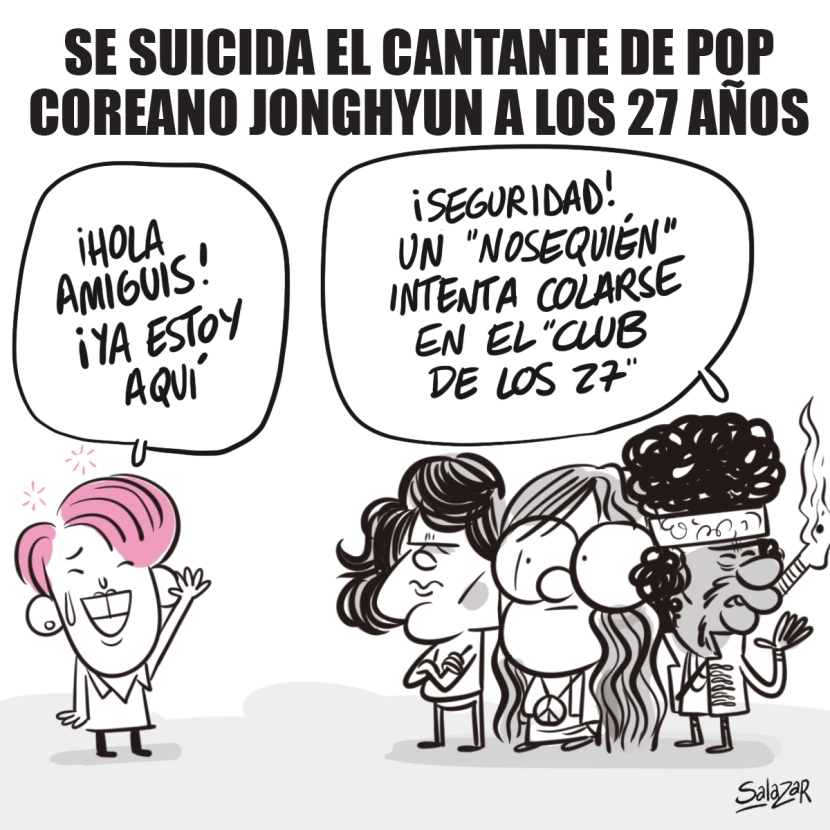 SE SUICIDA EL CANTANTE DE POP
COREANO JONGHYUN A LOS 27 AÑOS
¡HOLA
AMIGUIS!
¡YA ESTOY
AQUÍ
¡SEGURIDAD!
UN "NOSEQUIÉN"
INTENTA COLARSE
EN EL "CLUB
DE LOS 27"
SalaZaR